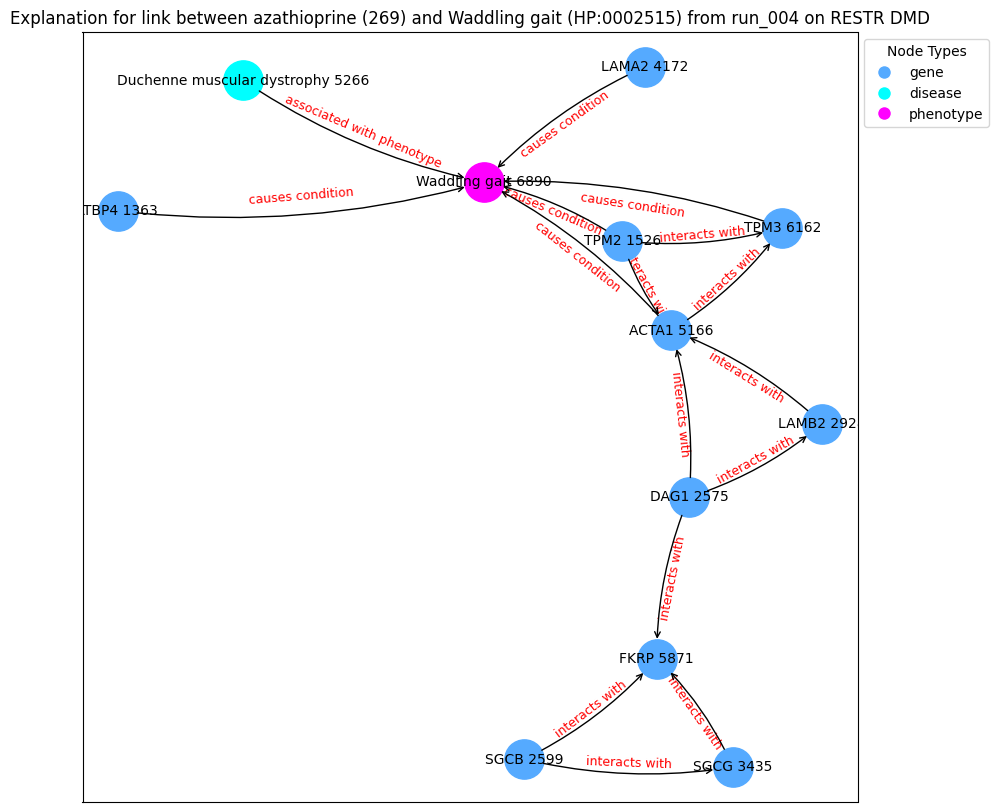 Explanation for link between azathioprine (269) and Waddling gait (HP:0002515) from run_004 on RESTR DMD
Node Types
gene
disease
phenotype
LAMA2 4172
Duchenne muscular dystrophy 5266
associated with phenotype
causes condition
Waddling gait 6890
causes condition
TBP4 1363
causes condition
causes condition
TPM3 6162
TPM2 1526
interacts with
causes condition
interacts with
ACTA1 5166
interacts with
interacts with
LAMB2 292
interacts with
DAG1 2575
interacts with
FKRP 5871
interacts with
interacts with
SGCB 2599
interacts with
SGCG 3435